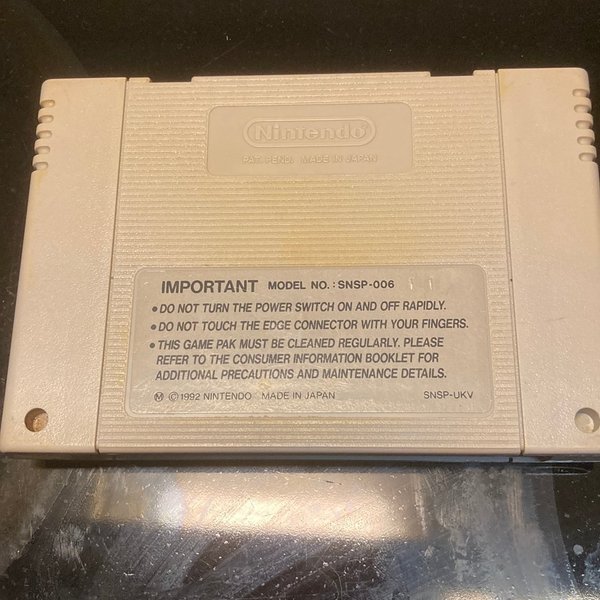 Nintendo
PAT. PEND. MADE IN JAPAN
IMPORTANT MODEL NO. : SNSP-006
• DO NOT TURN THE POWER SWITCH ON AND OFF RAPIDLY.
• DO NOT TOUCH THE EDGE CONNECTOR WITH YOUR FINGERS.
• THIS GAME PAK MUST BE CLEANED REGULARLY. PLEASE
REFER TO THE CONSUMER INFORMATION BOOKLET FOR
ADDITIONAL PRECAUTIONS AND MAINTENANCE DETAILS.
Ⓜ © 1992 NINTENDO MADE IN JAPAN SNSP-UKV